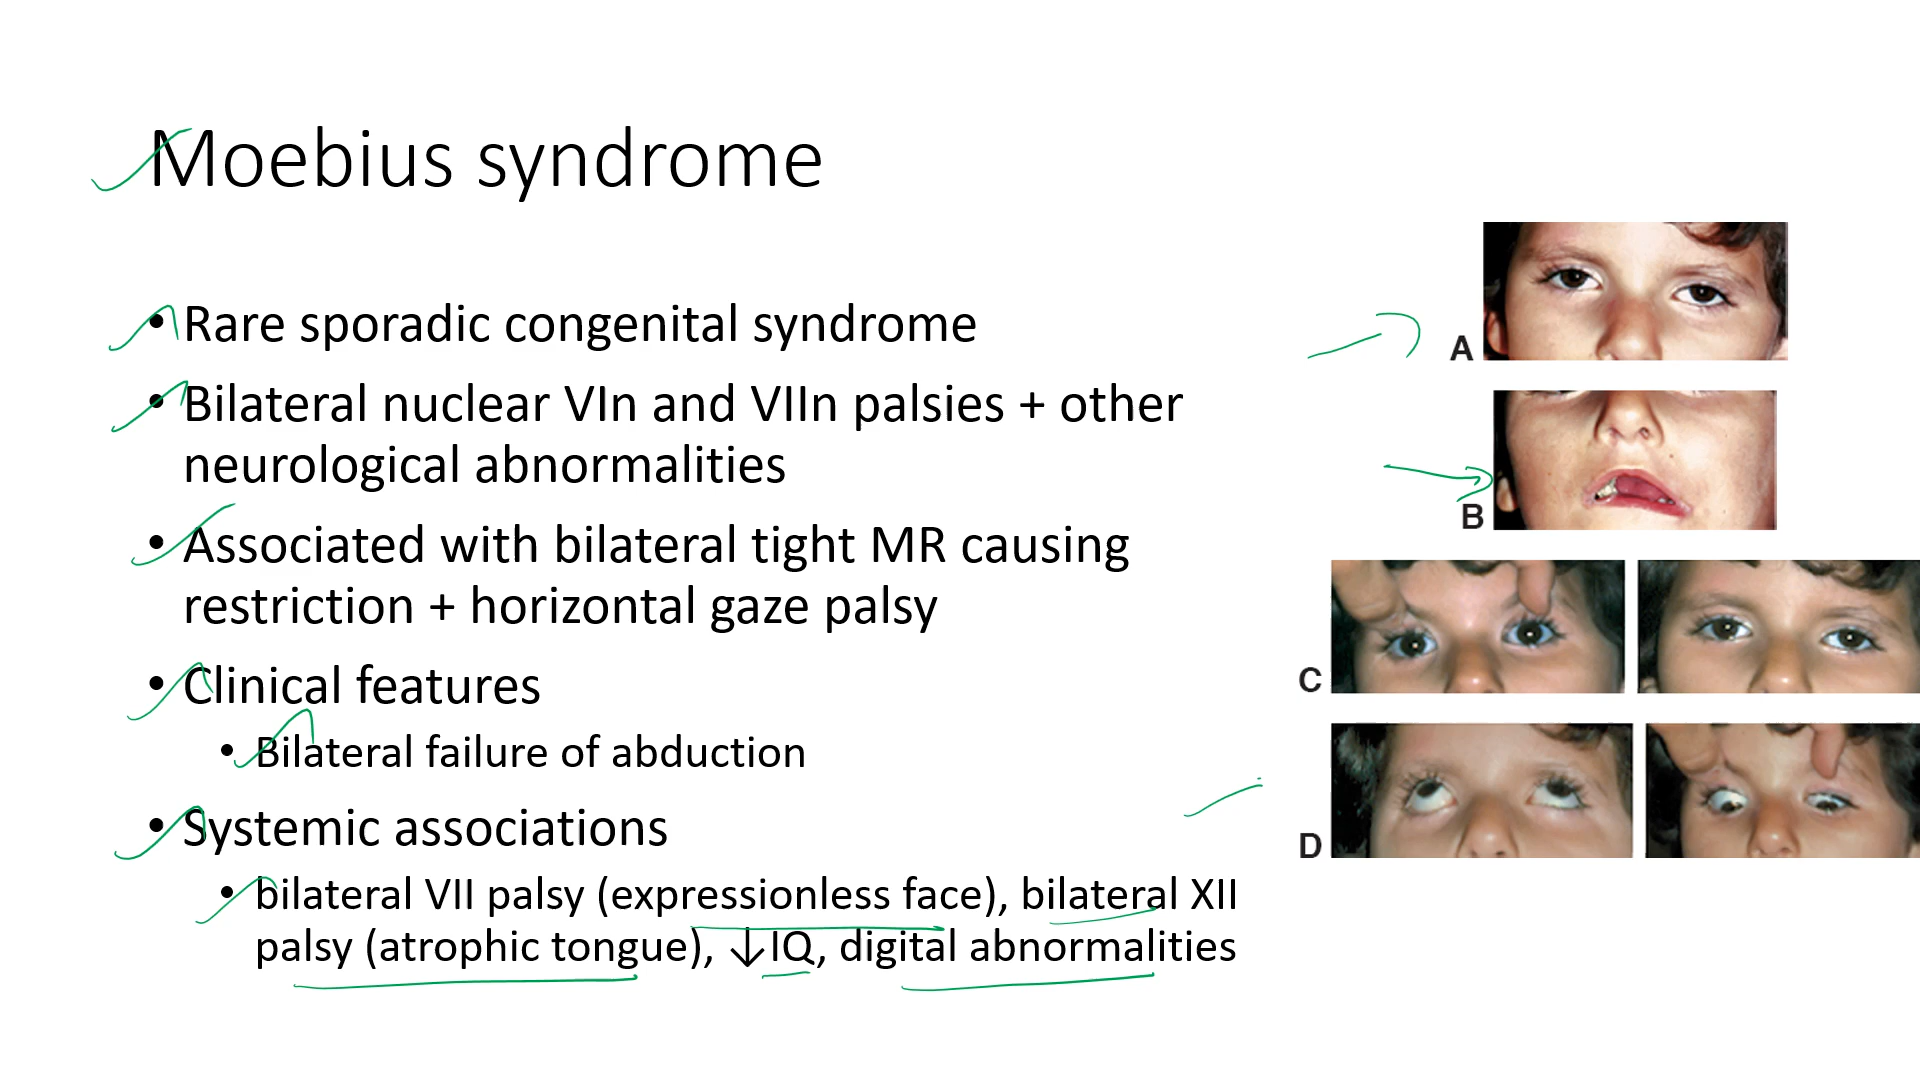 Moebius syndrome
• Rare sporadic congenital syndrome
• Bilateral nuclear VIn and VIIn palsies + other
neurological abnormalities
• Associated with bilateral tight MR causing
restriction + horizontal gaze palsy
• Clinical features
• Bilateral failure of abduction
• Systemic associations
• bilateral VII palsy (expressionless face), bilateral XII
palsy (atrophic tongue), ↓IQ, digital abnormalities
A
B
C
D